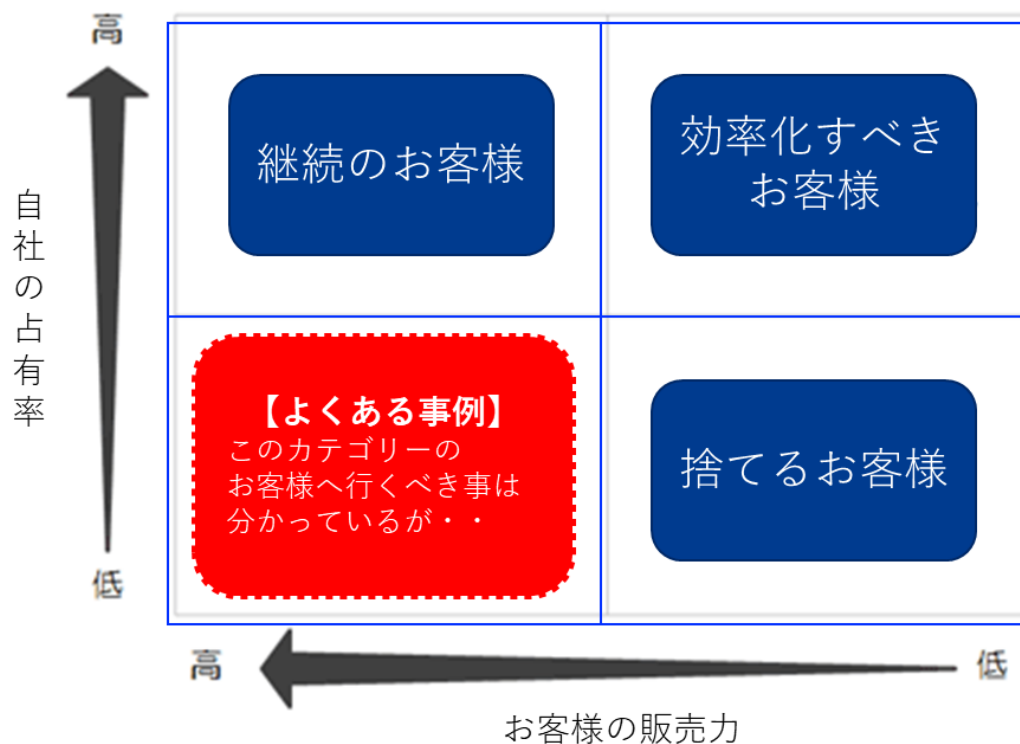 高
継続のお客様
効率化すべき
お客様
自社の占有率
【よくある事例】
このカテゴリーの
お客様へ行くべき事は
分かっているが・・
捨てるお客様
低
高
低
お客様の販売力